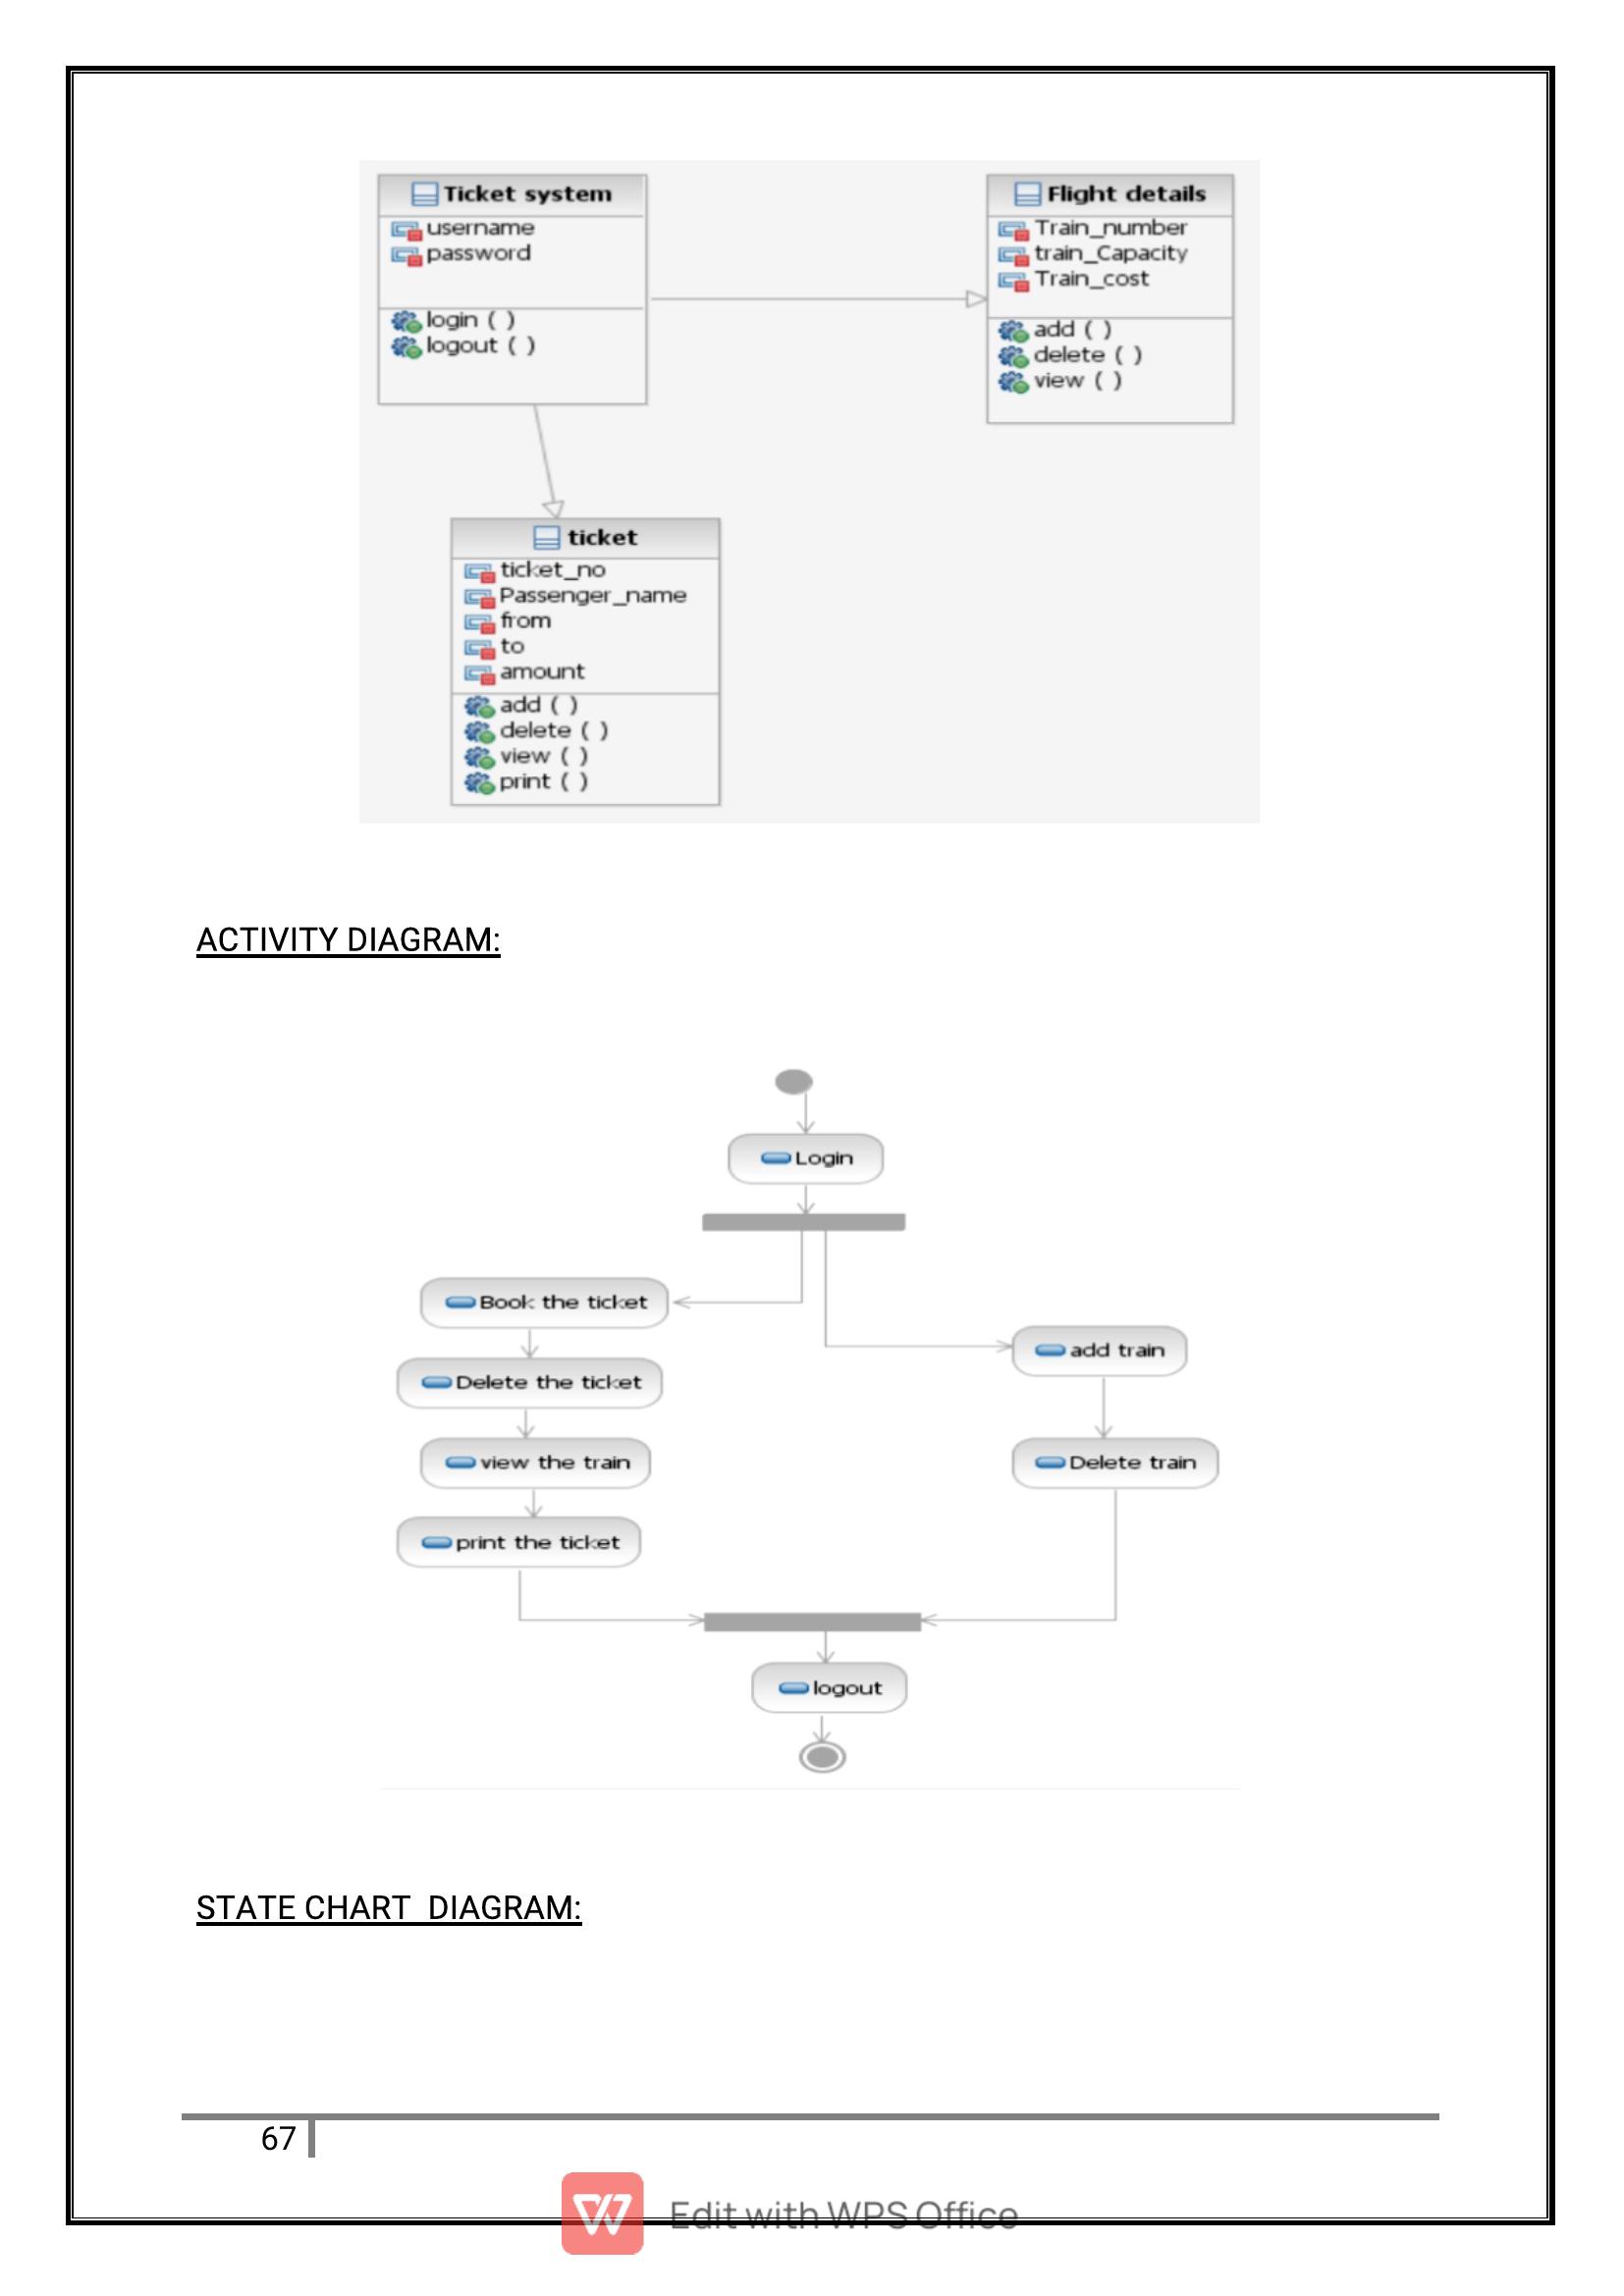 Ticket system
username
password
login ( )
logout ( )
Flight details
Train_number
train_Capacity
Train_cost
add ( )
delete ( )
view ( )
ticket
ticket_no
Passenger_name
from
to
amount
add ( )
delete ( )
view ( )
print ( )
ACTIVITY DIAGRAM:
Login
Book the ticket
add train
Delete the ticket
view the train
Delete train
print the ticket
logout
STATE CHART  DIAGRAM:
67
Edit with WPS Office